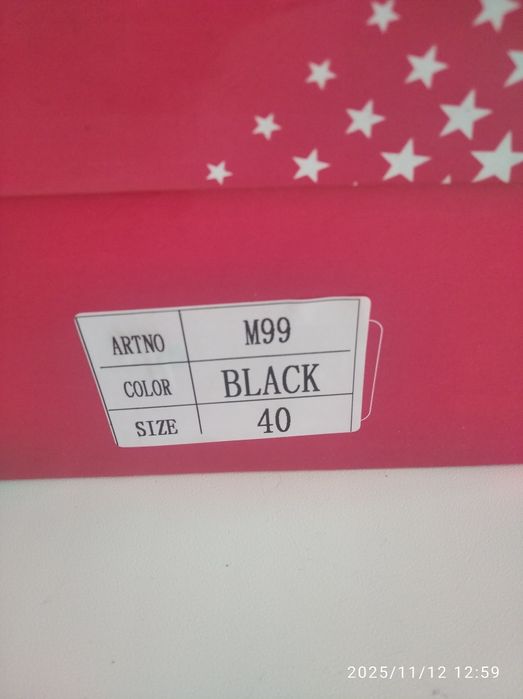 ARTNO M99
COLOR BLACK
SIZE 40
2025/11/12 12:59